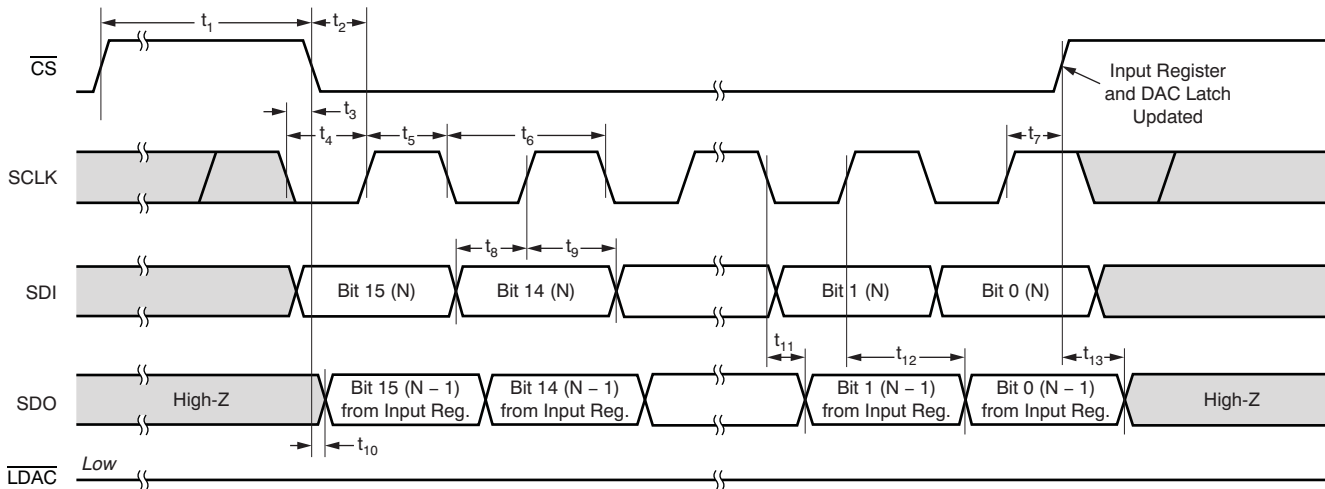 t1
t2
CS
t3
t4
t5
t6
t7
Input Register
and DAC Latch
Updated
SCLK
t8
t9
SDI
Bit 15 (N)
Bit 14 (N)
Bit 1 (N)
Bit 0 (N)
t11
t12
t13
SDO
High-Z
Bit 15 (N – 1)
from Input Reg.
Bit 14 (N – 1)
from Input Reg.
Bit 1 (N – 1)
from Input Reg.
Bit 0 (N – 1)
from Input Reg.
High-Z
t10
LDAC
Low